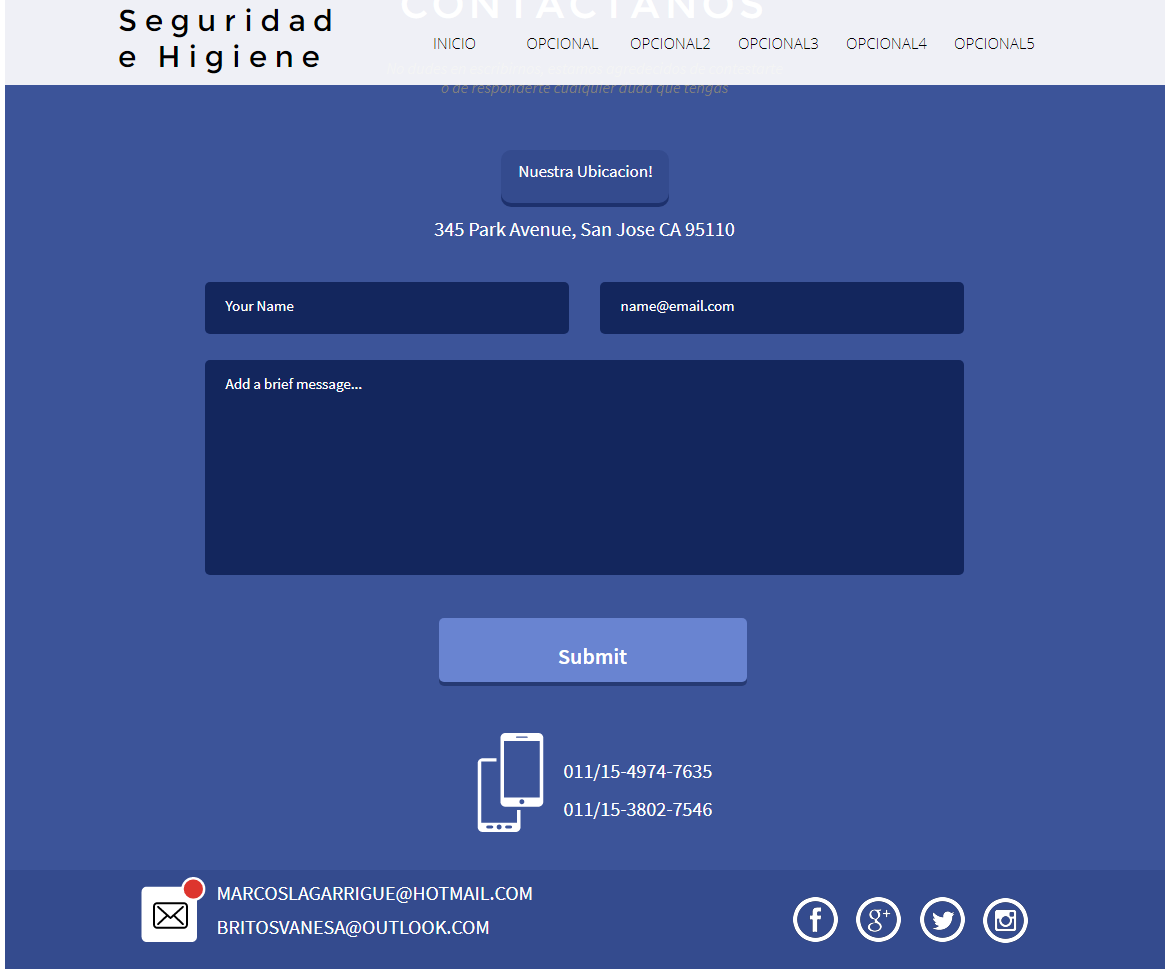 CONTACTANOS
Seguridad
e Higiene
INICIO OPCIONAL OPCIONAL2 OPCIONAL3 OPCIONAL4 OPCIONAL5
o de responderte cualquier duda que tengas
Nuestra Ubicacion!
345 Park Avenue, San Jose CA 95110
Your Name
name@email.com
Add a brief message...
Submit
011/15-4974-7635
011/15-3802-7546
MARCOSLAGARRIGUE@HOTMAIL.COM
BRITOSVANESA@OUTLOOK.COM
f g+